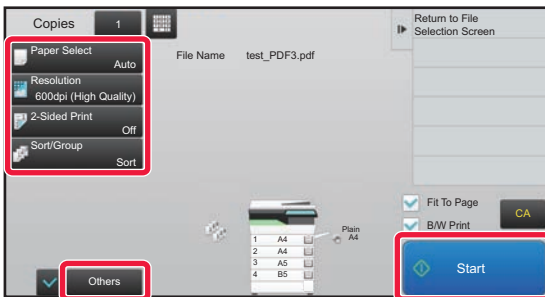 Copies
1
Paper Select
Auto
Resolution
600dpi (High Quality)
2-Sided Print
Off
Sort/Group
Sort
Others
File Name test_PDF3.pdf
1 A4
2 A4
3 A5
4 B5
Plain
A4
Return to File
Selection Screen
Fit To Page
B/W Print
CA
Start